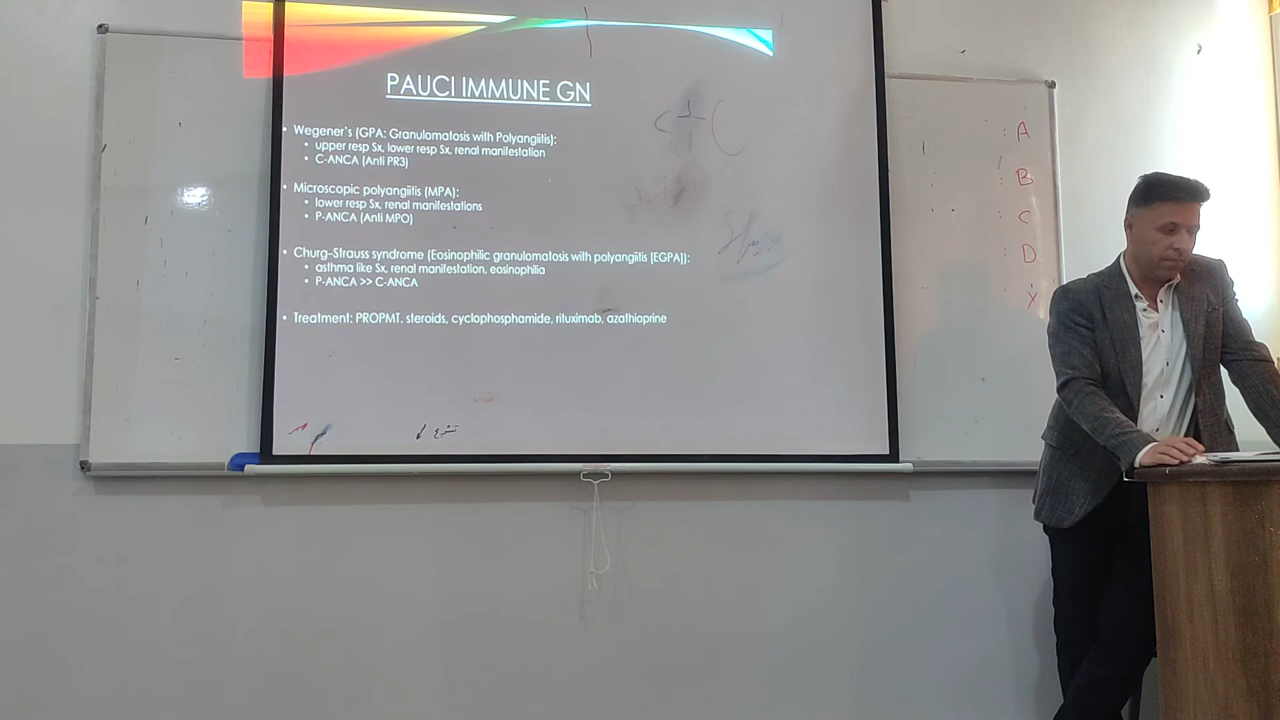 PAUCI IMMUNE GN
• Wegener's (GPA: Granulomatosis with Polyangiitis):
• upper resp Sx, lower resp Sx, renal manifestation
• C-ANCA (Anti PR3)
• Microscopic polyangiitis (MPA):
• lower resp Sx, renal manifestations
• P-ANCA (Anti MPO)
• Churg–Strauss syndrome (Eosinophilic granulomatosis with polyangiitis [EGPA]):
• asthma like Sx, renal manifestation, eosinophilia
• P-ANCA >> C-ANCA
• Treatment: PROPMT. steroids, cyclophosphamide, rituximab, azathioprine
: A
: B
: C
: D
: Y